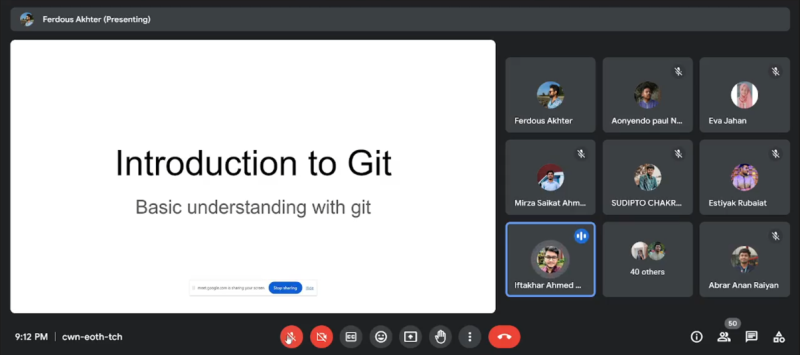 Ferdous Akhter (Presenting)
Introduction to Git
Basic understanding with git
meet.google.com is sharing your screen.
Stop sharing
Hide
Ferdous Akhter
Aonyendo paul N...
Eva Jahan
Mirza Saikat Ahm...
SUDIPTO CHAKR...
Estiyak Rubaiat
Iftakhar Ahmed ...
40 others
Abrar Anan Raiyan
9:12 PM | cwn-eoth-tch
50